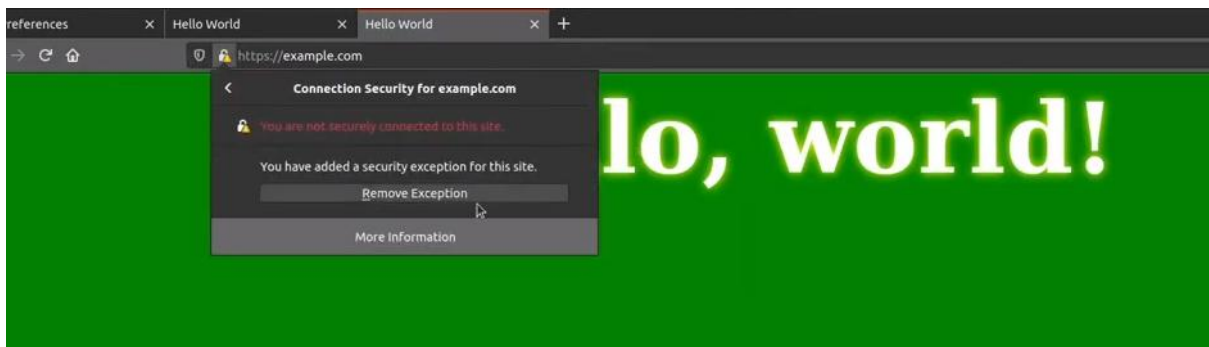 references × Hello World × Hello World × +
https://example.com
Connection Security for example.com
You are not securely connected to this site.
lo, world!
You have added a security exception for this site.
Remove Exception
More Information